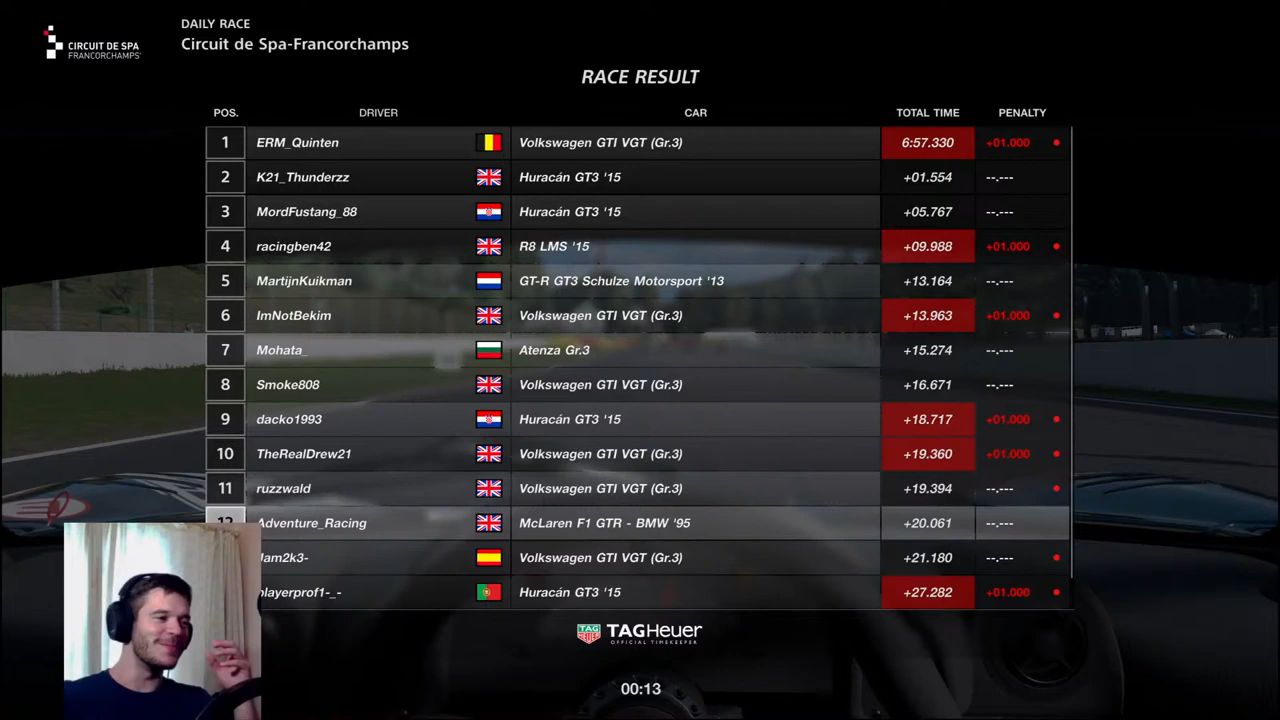 DAILY RACE
CIRCUIT DE SPA
FRANCORCHAMPS
Circuit de Spa-Francorchamps
RACE RESULT
POS. DRIVER CAR TOTAL TIME PENALTY
1 ERM_Quinten Volkswagen GTI VGT (Gr.3) 6:57.330 +01.000
2 K21_Thunderzz Huracán GT3 '15 +01.554 --.---
3 MordFustang_88 Huracán GT3 '15 +05.767 --.---
4 racingben42 R8 LMS '15 +09.988 +01.000
5 MartijnKuikman GT-R GT3 Schulze Motorsport '13 +13.164 --.---
6 ImNotBekim Volkswagen GTI VGT (Gr.3) +13.963 +01.000
7 Mohata_ Atenza Gr.3 +15.274 --.---
8 Smoke808 Volkswagen GTI VGT (Gr.3) +16.671 --.---
9 dacko1993 Huracán GT3 '15 +18.717 +01.000
10 TheRealDrew21 Volkswagen GTI VGT (Gr.3) +19.360 +01.000
11 ruzzwald Volkswagen GTI VGT (Gr.3) +19.394 --.---
12 Adventure_Racing McLaren F1 GTR - BMW '95 +20.061 --.---
Volkswagen GTI VGT (Gr.3) +21.180 --.---
playerprof1-_- Huracán GT3 '15 +27.282 +01.000
TAG HEUER TAGHeuer
OFFICIAL TIMEKEEPER
00:13